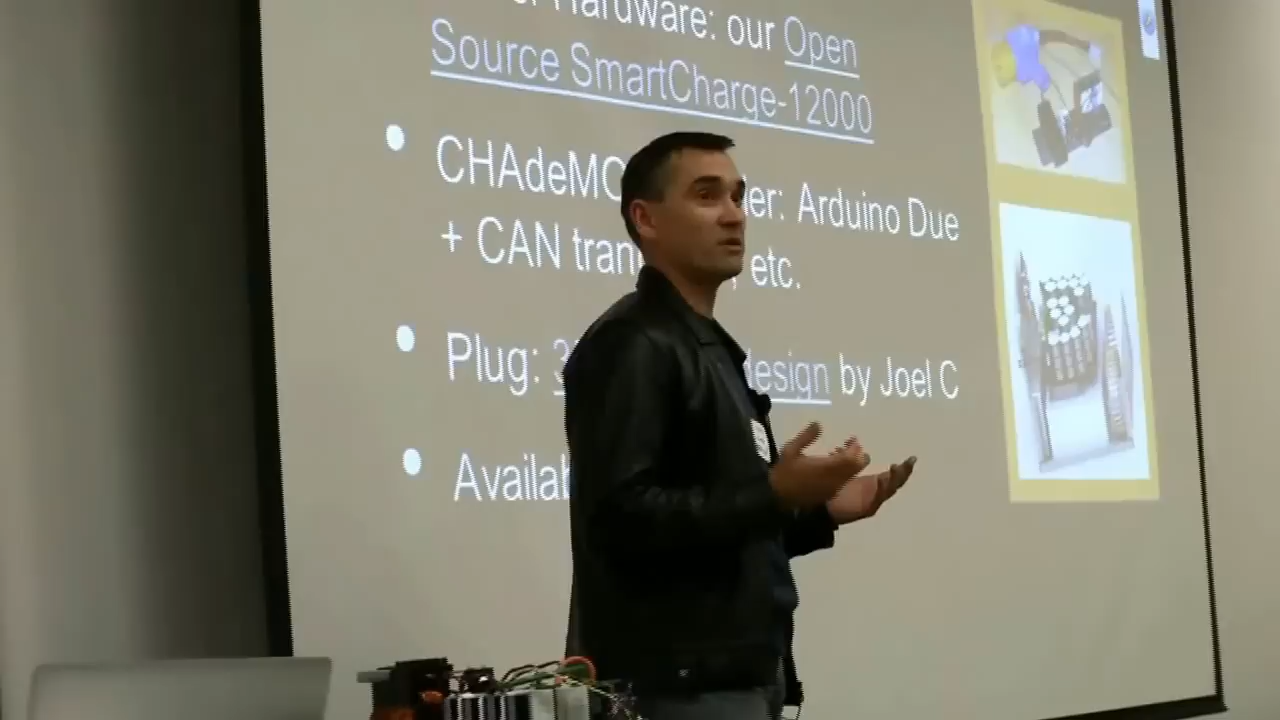 Hardware: our Open
Source SmartCharge-12000
CHAdeMO er: Arduino Due
+ CAN tran , etc.
Plug: 3 design by Joel C
Availab